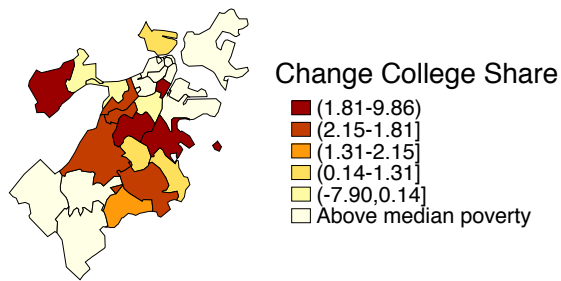 Change College Share
(1.81-9.86)
(2.15-1.81]
(1.31-2.15]
(0.14-1.31]
(-7.90,0.14]
Above median poverty